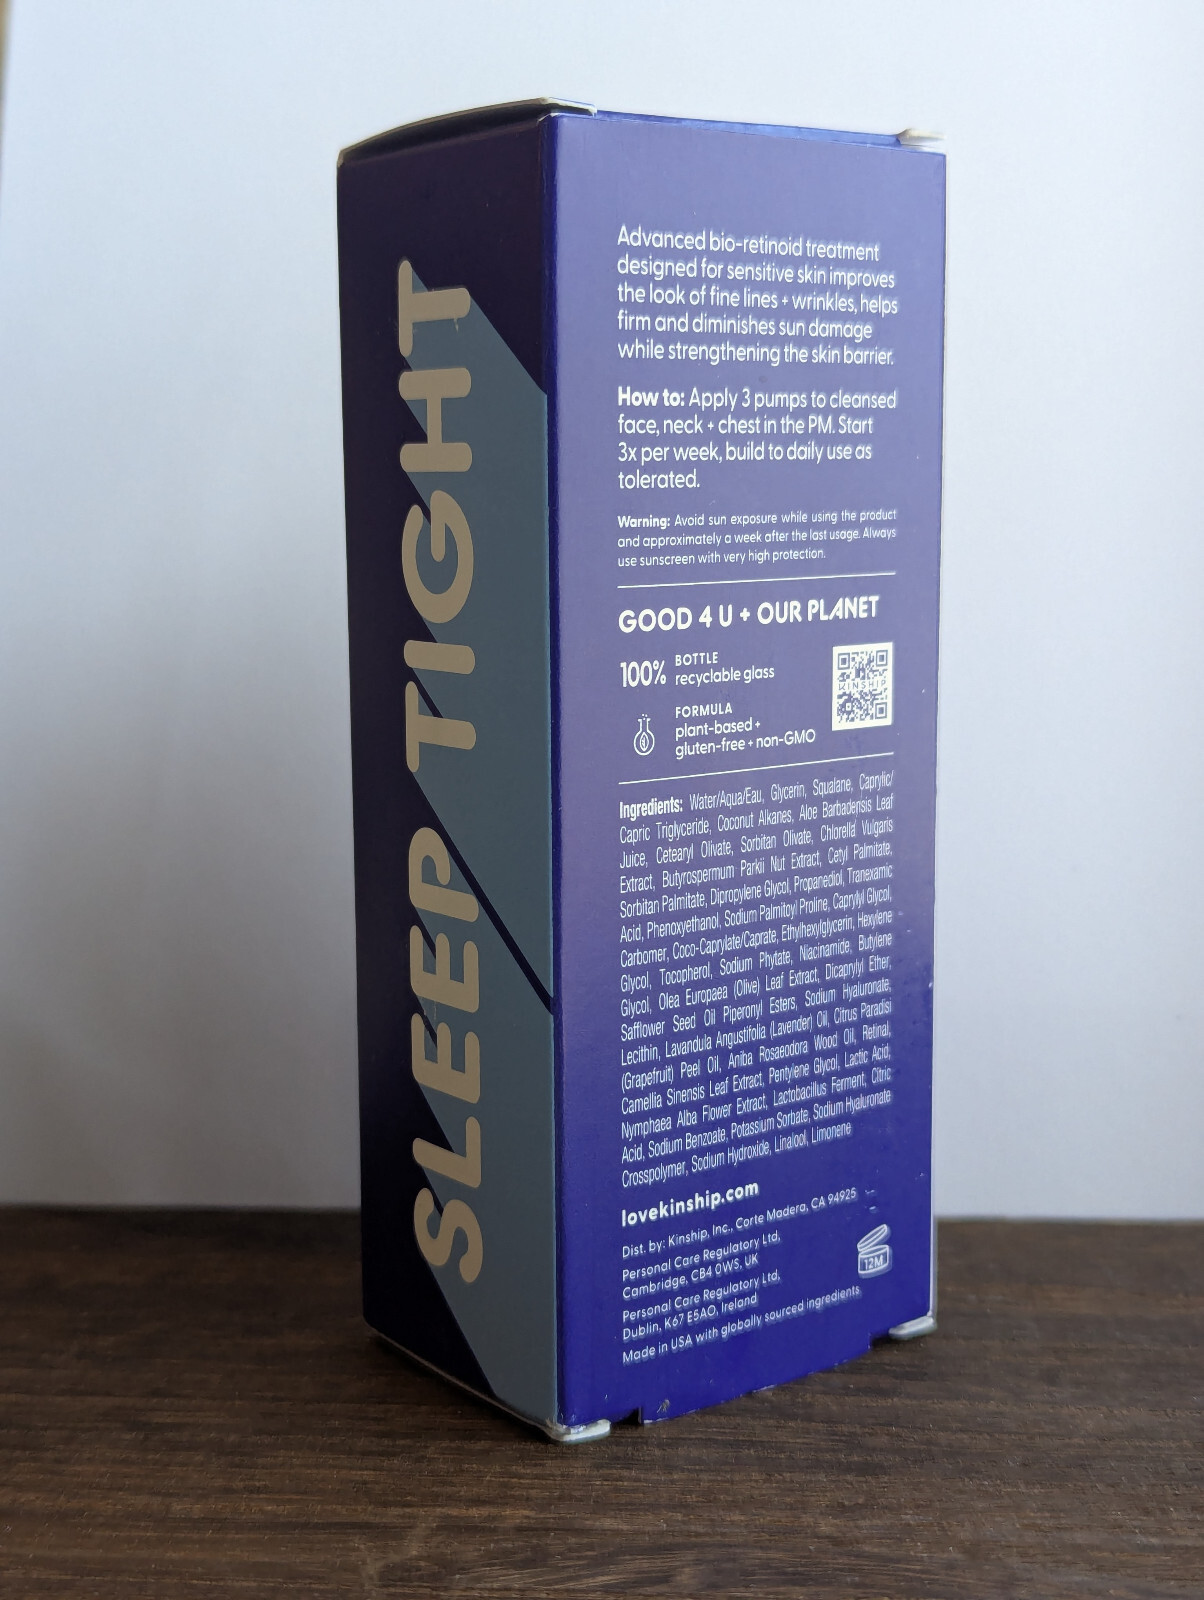 SLEEP TIGHT
Advanced bio-retinoid treatment
designed for sensitive skin improves
the look of fine lines + wrinkles, helps
firm and diminishes sun damage
while strengthening the skin barrier.
How to: Apply 3 pumps to cleansed
face, neck + chest in the PM. Start
3x per week, build to daily use as
tolerated.
Warning: Avoid sun exposure while using the product
and approximately a week after the last usage. Always
use sunscreen with very high protection.
GOOD 4 U + OUR PLANET
100% BOTTLE
recyclable glass
KINSHIP
FORMULA
plant-based +
gluten-free + non-GMO
Ingredients: Water/Aqua/Eau, Glycerin, Squalane, Caprylic/
Capric Triglyceride, Coconut Alkanes, Aloe Barbadensis Leaf
Juice, Cetearyl Olivate, Sorbitan Olivate, Chlorella Vulgaris
Extract, Butyrospermum Parkii Nut Extract, Cetyl Palmitate,
Sorbitan Palmitate, Dipropylene Glycol, Propanediol, Tranexamic
Acid, Phenoxyethanol, Sodium Palmitoyl Proline, Caprylyl Glycol,
Carbomer, Coco-Caprylate/Caprate, Ethylhexylglycerin, Hexylene
Glycol, Tocopherol, Sodium Phytate, Niacinamide, Butylene
Glycol, Olea Europaea (Olive) Leaf Extract, Dicaprylyl Ether,
Safflower Seed Oil Piperonyl Esters, Sodium Hyaluronate,
Lecithin, Lavandula Angustifolia (Lavender) Oil, Citrus Paradisi
(Grapefruit) Peel Oil, Aniba Rosaeodora Wood Oil, Retinal,
Camellia Sinensis Leaf Extract, Pentylene Glycol, Lactic Acid,
Nymphaea Alba Flower Extract, Lactobacillus Ferment, Citric
Acid, Sodium Benzoate, Potassium Sorbate, Sodium Hyaluronate
Crosspolymer, Sodium Hydroxide, Linalool, Limonene
lovekinship.com
Dist. by: Kinship, Inc., Corte Madera, CA 94925
Personal Care Regulatory Ltd,
Cambridge, CB4 0WS, UK
Personal Care Regulatory Ltd,
Dublin, K67 E5AO, Ireland
12M
Made in USA with globally sourced ingredients